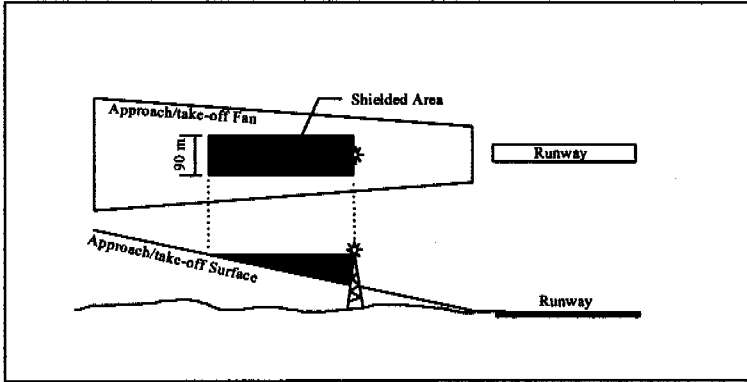 Shielded Area
Approach/take-off Fan
90 m
Runway
Approach/take-off Surface
Runway